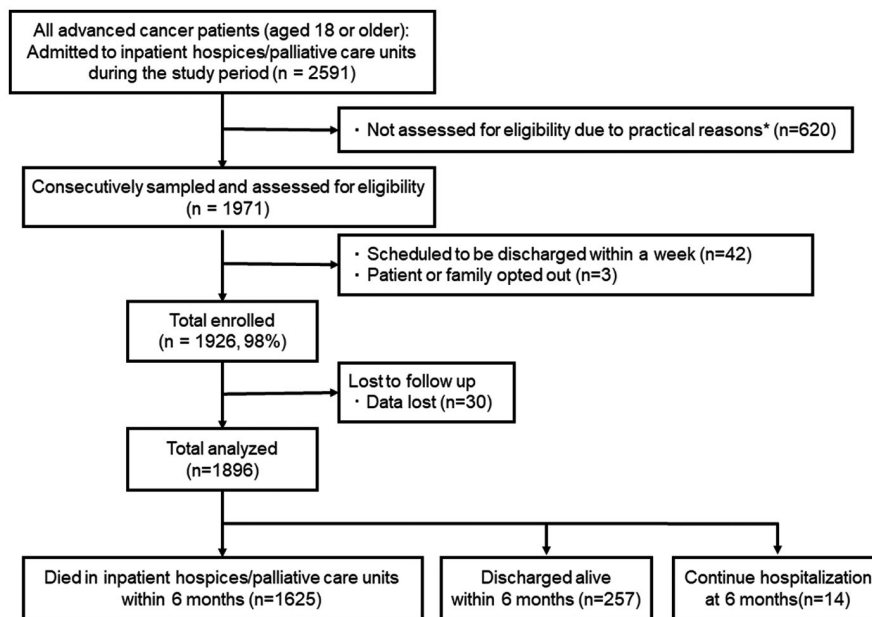 All advanced cancer patients (aged 18 or older):
Admitted to inpatient hospices/palliative care units
during the study period (n = 2591)
・Not assessed for eligibility due to practical reasons* (n=620)
Consecutively sampled and assessed for eligibility
(n = 1971)
・Scheduled to be discharged within a week (n=42)
・Patient or family opted out (n=3)
Total enrolled
(n = 1926, 98%)
Lost to follow up
・Data lost (n=30)
Total analyzed
(n=1896)
Died in inpatient hospices/palliative care units
within 6 months (n=1625)
Discharged alive
within 6 months (n=257)
Continue hospitalization
at 6 months(n=14)